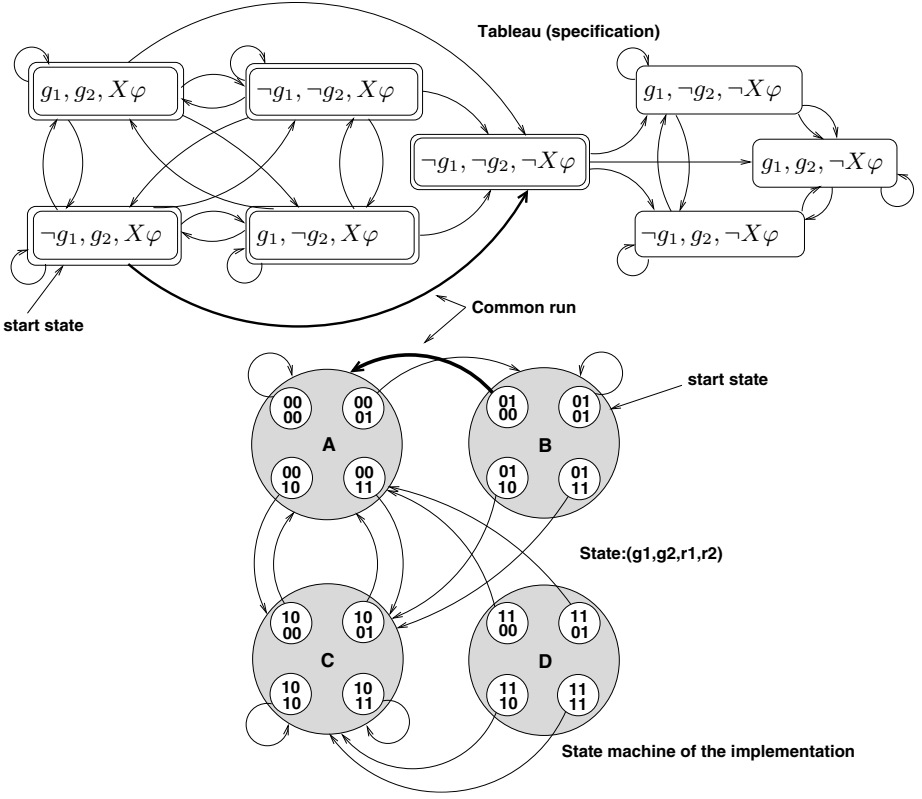 Tableau (specification)
g₁, g₂, Xφ
¬g₁, ¬g₂, Xφ
g₁, ¬g₂, ¬Xφ
¬g₁, ¬g₂, ¬Xφ
g₁, g₂, ¬Xφ
¬g₁, g₂, Xφ
g₁, ¬g₂, Xφ
¬g₁, g₂, ¬Xφ
start state
Common run
start state
00
00
00
01
A
00
10
00
11
01
00
01
01
B
01
10
01
11
State:(g1,g2,r1,r2)
10
00
10
01
C
10
10
10
11
11
00
11
01
D
11
10
11
11
State machine of the implementation